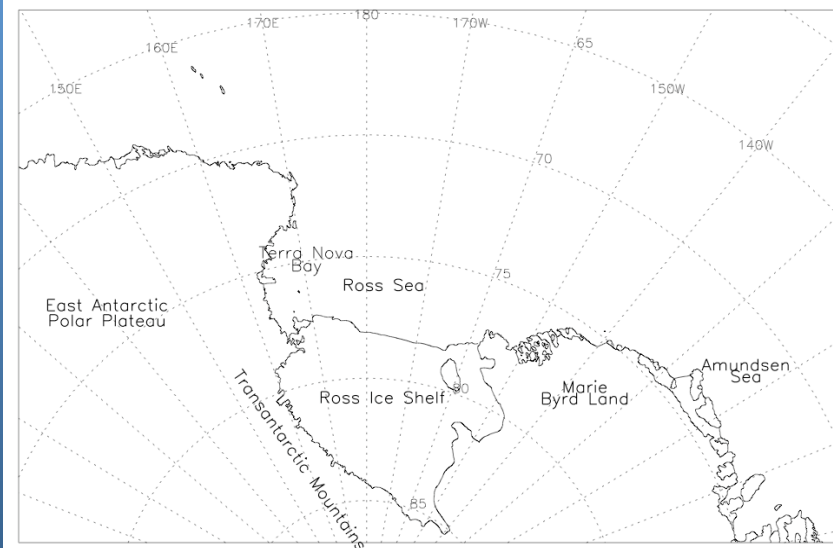 180
170E
170W
160E
65
150E
150W
140W
70
Terra Nova
Bay
75
Ross Sea
East Antarctic
Polar Plateau
Amundsen
Sea
80
Marie
Byrd Land
Ross Ice Shelf
Transantarctic Mountains
85